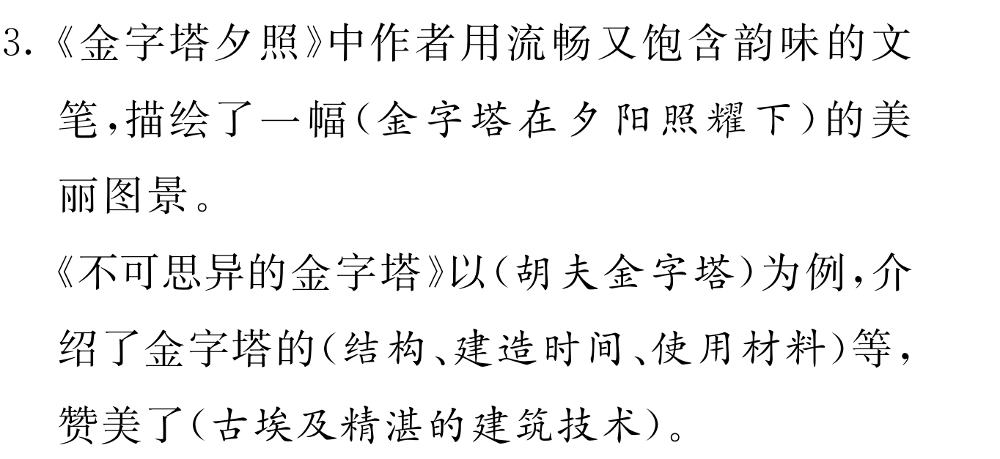 3.《金字塔夕照》中作者用流畅又饱含韵味的文
笔,描绘了一幅(金字塔在夕阳照耀下)的美
丽图景。
《不可思异的金字塔》以(胡夫金字塔)为例,介
绍了金字塔的(结构、建造时间、使用材料)等,
赞美了(古埃及精湛的建筑技术)。